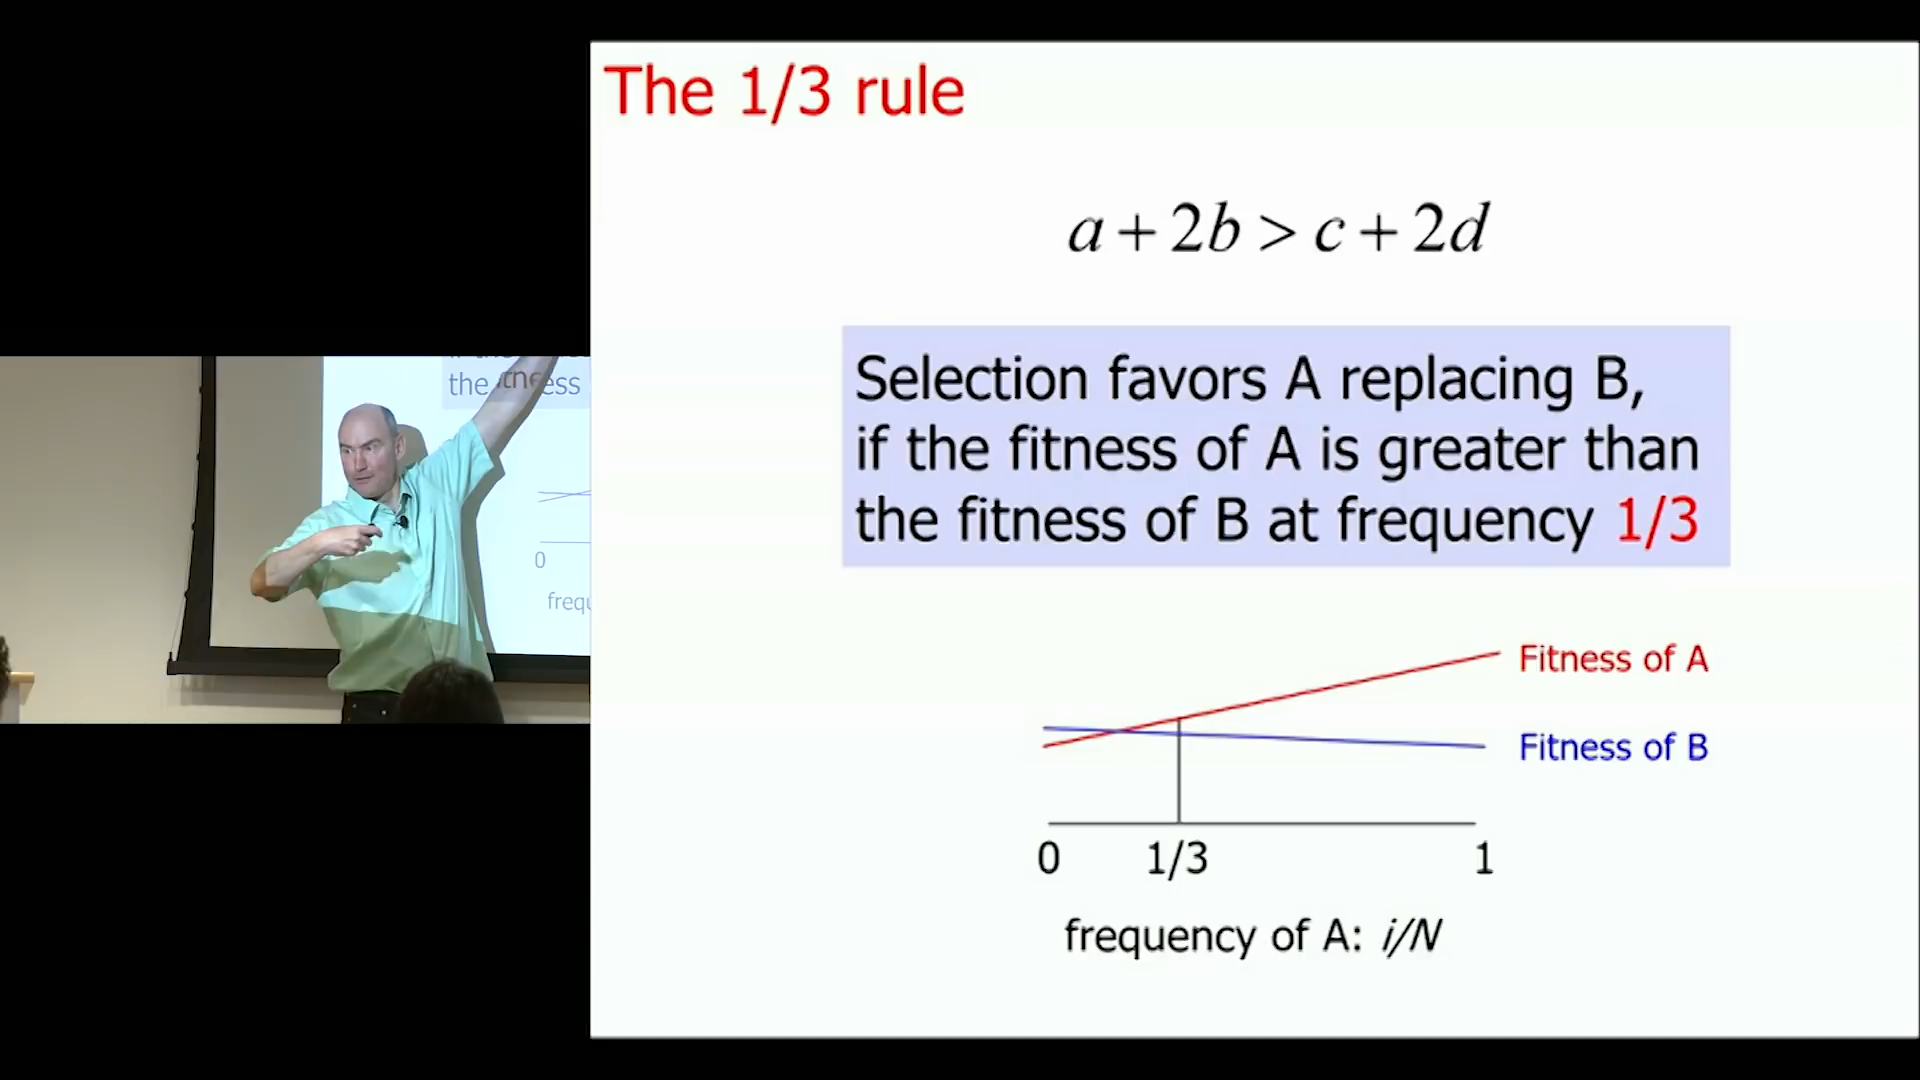 The 1/3 rule
a + 2b > c + 2d
Selection favors A replacing B,
if the fitness of A is greater than
the fitness of B at frequency 1/3
Fitness of A
Fitness of B
0 1/3 1
frequency of A: i/N
the fitness
0